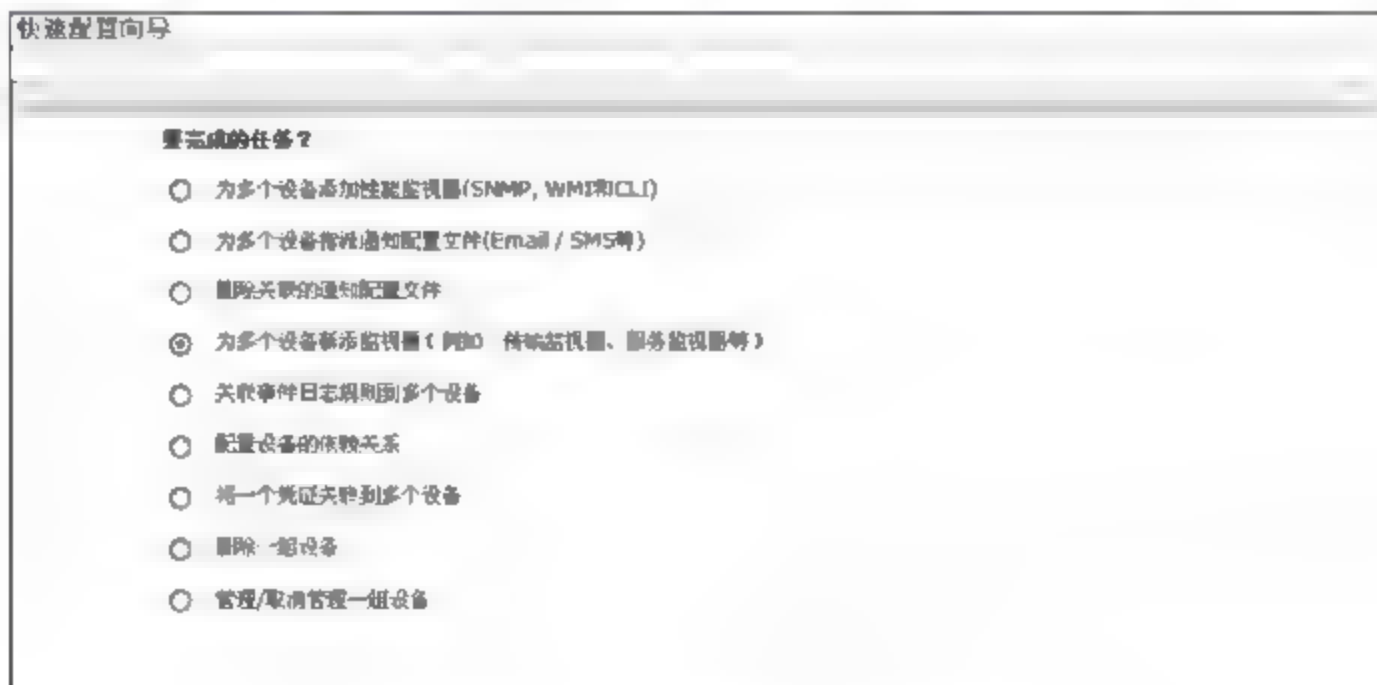 快速配置向导
要完成的任务？
为多个设备添加性能监视器(SNMP, WMI和CLI)
为多个设备指派通知配置文件(Email / SMS等)
删除关联的通知配置文件
为多个设备新添监视器( 例如 传输监视器、服务监视器等)
关联事件日志规则到多个设备
配置设备的依赖关系
将一个凭证关联到多个设备
删除一组设备
管理/取消管理一组设备